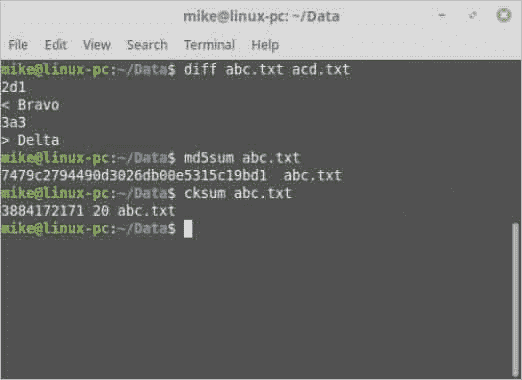 mike@linux-pc: ~/Data
File Edit View Search Terminal Help
mike@linux-pc:~/Data$ diff abc.txt acd.txt
2d1
< Bravo
3a3
> Delta
mike@linux-pc:~/Data$ md5sum abc.txt
7479c2794490d3026db00e5315c19bd1  abc.txt
mike@linux-pc:~/Data$ cksum abc.txt
3884172171 20 abc.txt
mike@linux-pc:~/Data$